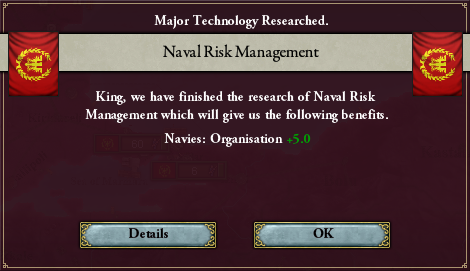 Major Technology Researched.
Naval Risk Management
King, we have finished the research of Naval Risk
Management which will give us the following benefits.
Navies: Organisation +5.0
Details
OK